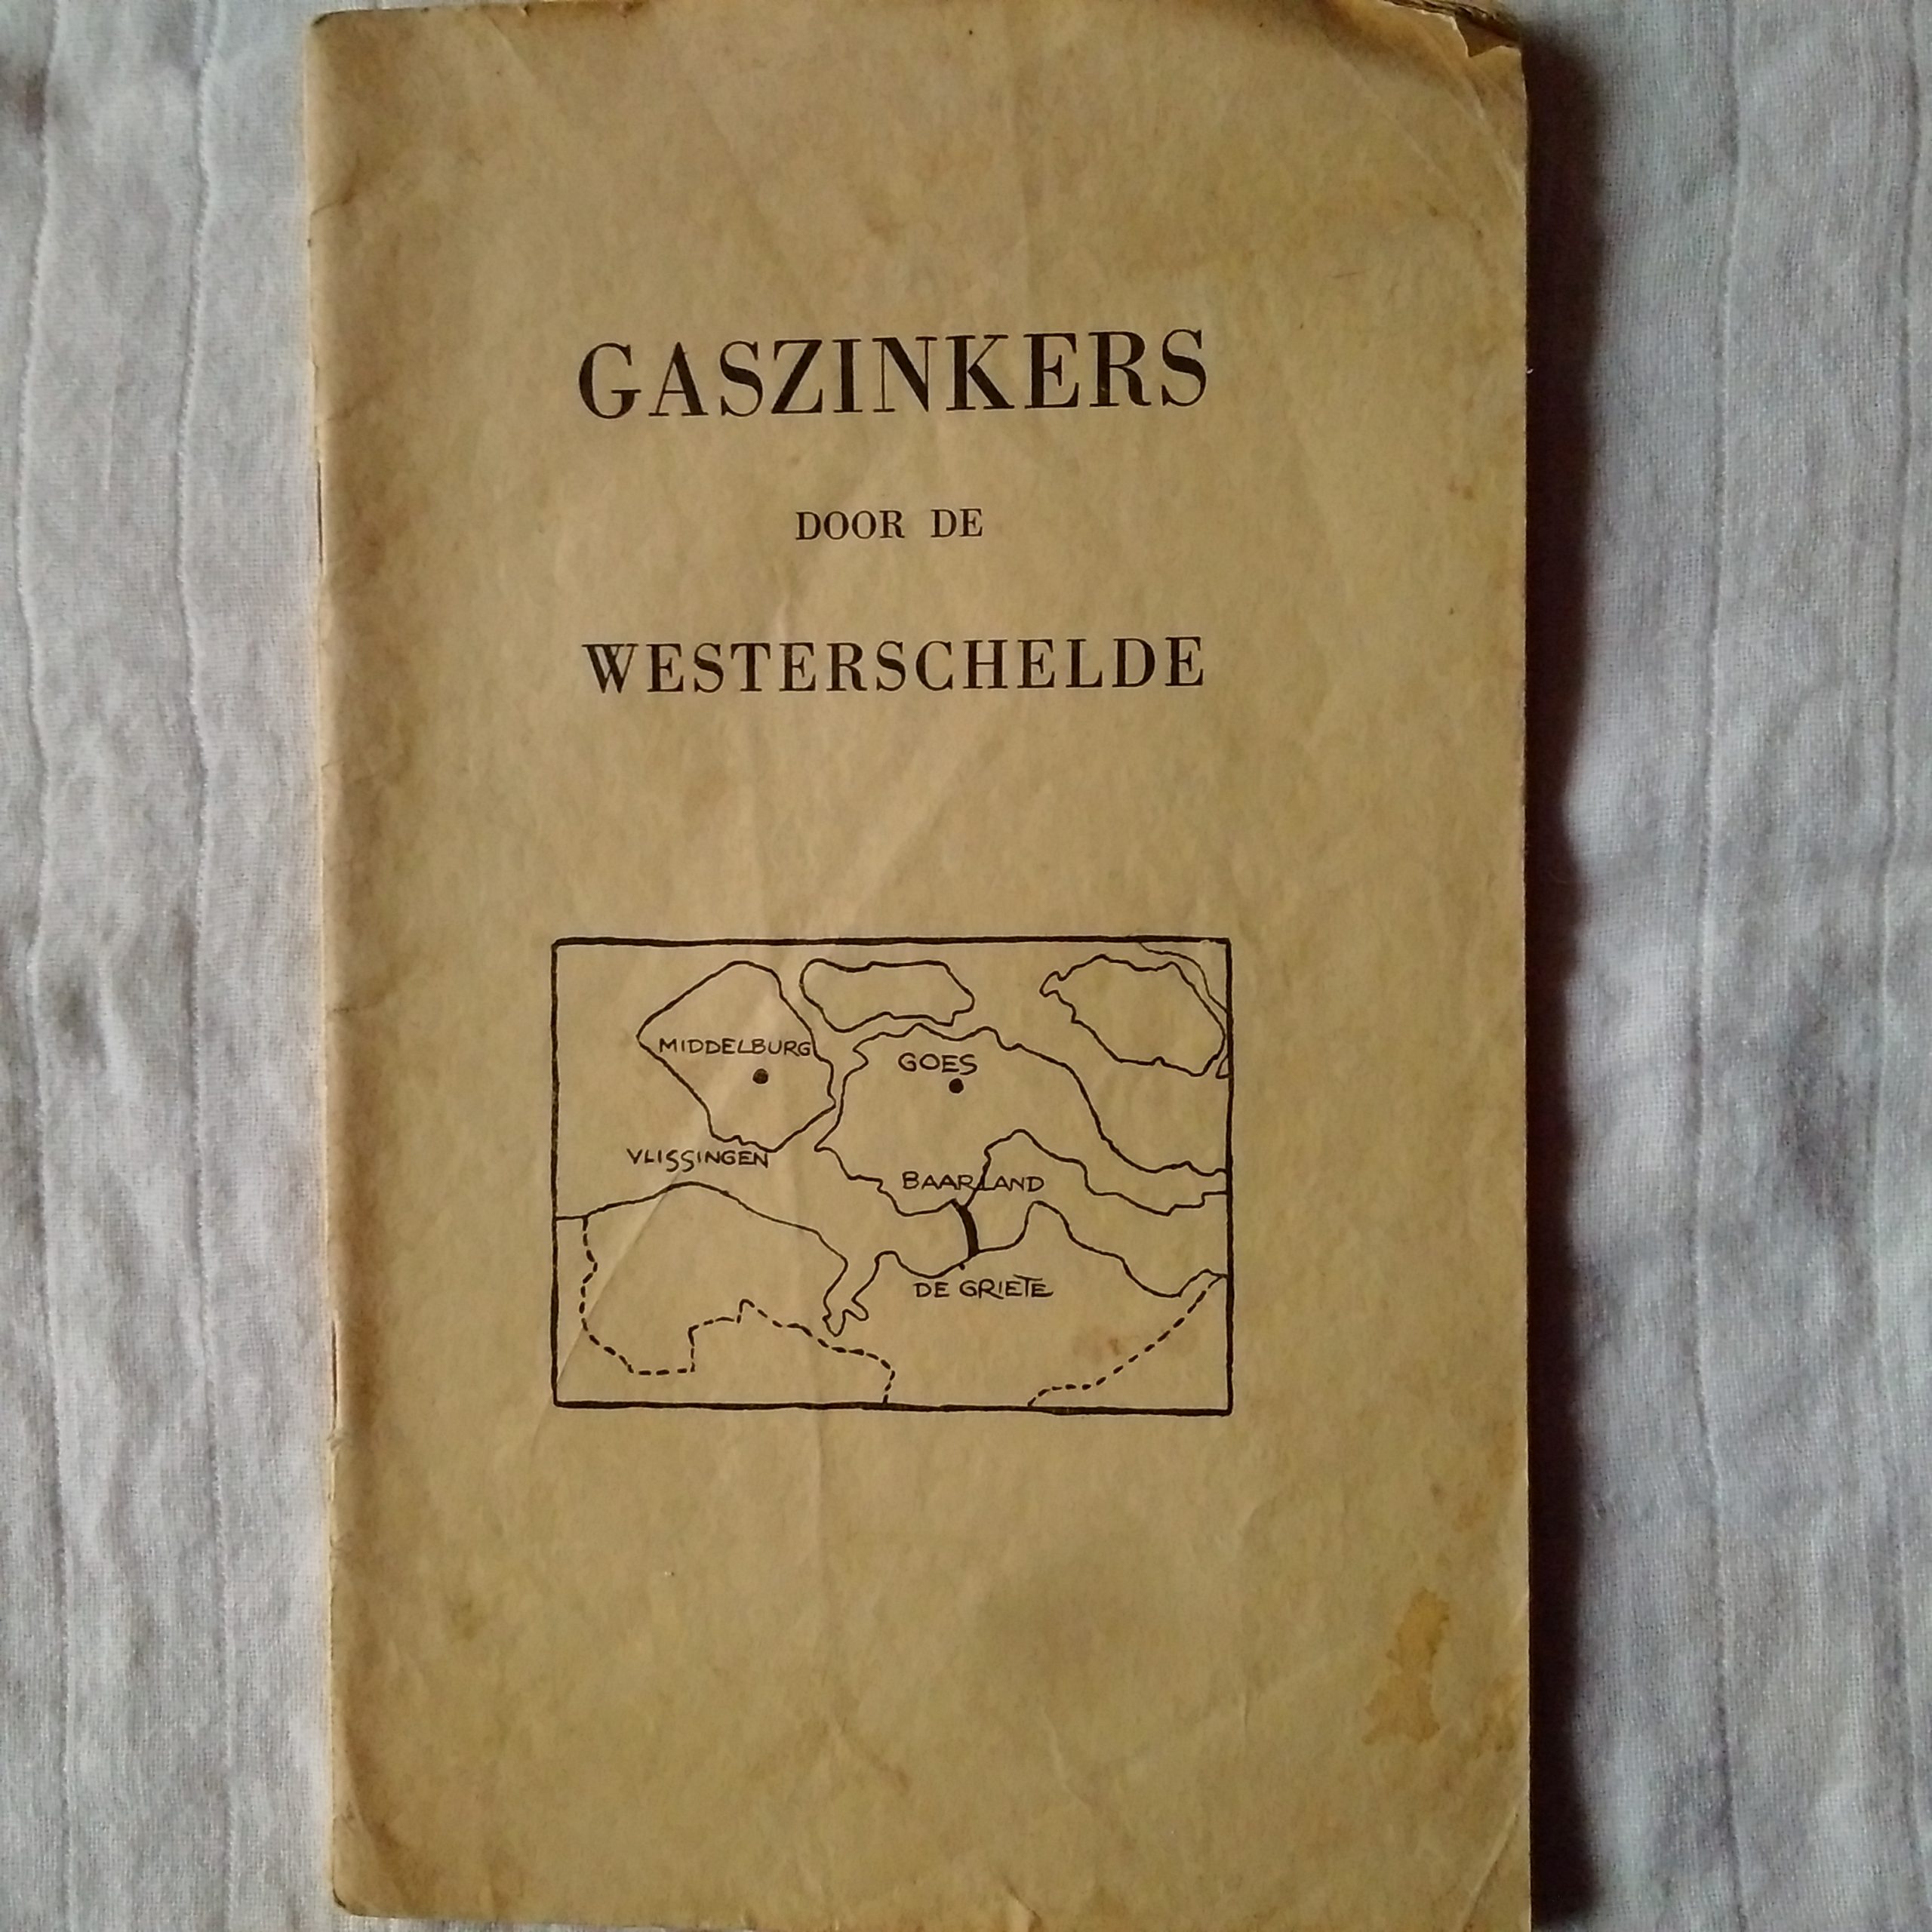 GASZINKERS
DOOR DE
WESTERSCHELDE
MIDDELBURG
GOES
VLISSINGEN
BAARLAND
DE GRIETE